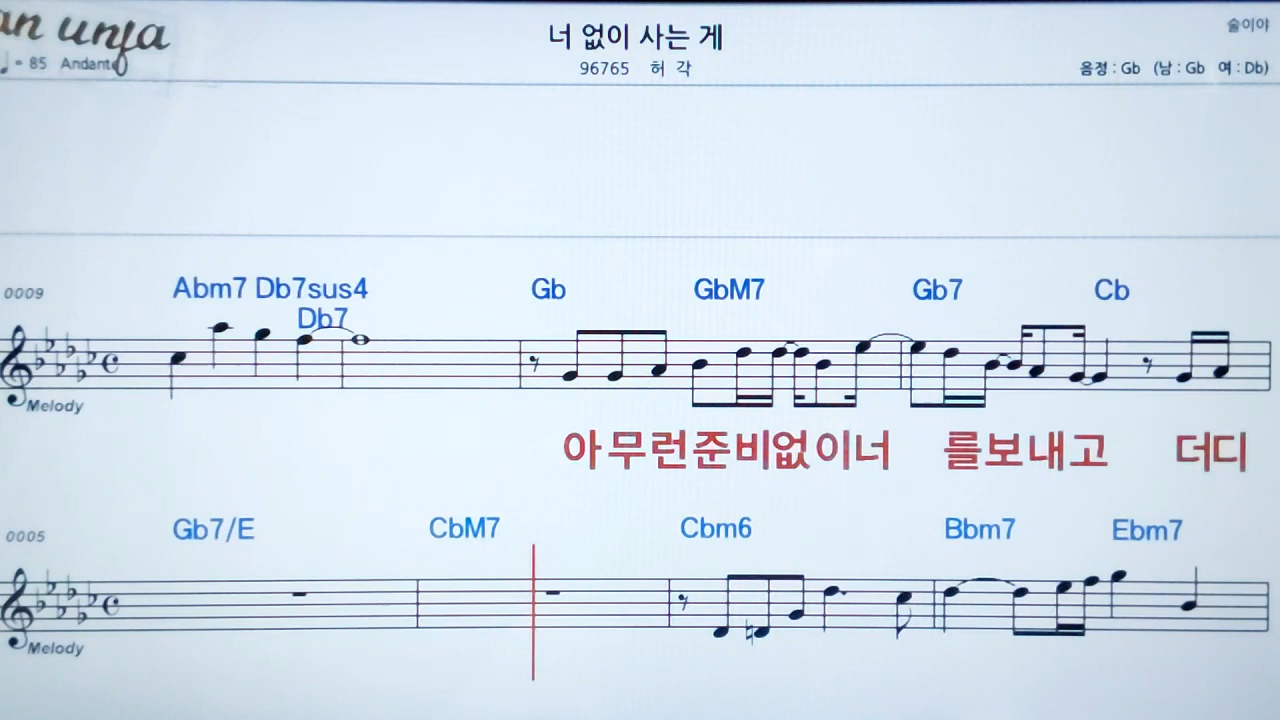 an unja
너 없이 사는 게
술이야
♩ = 85 Andante
96765 허 각
음정 : Gb (남 : Gb 여 : Db)
0009
Abm7 Db7sus4 Gb GbM7 Gb7 Cb
Db7
Melody
아무런준비없이너 를보내고 더디
0005
Gb7/E CbM7 Cbm6 Bbm7 Ebm7
Melody